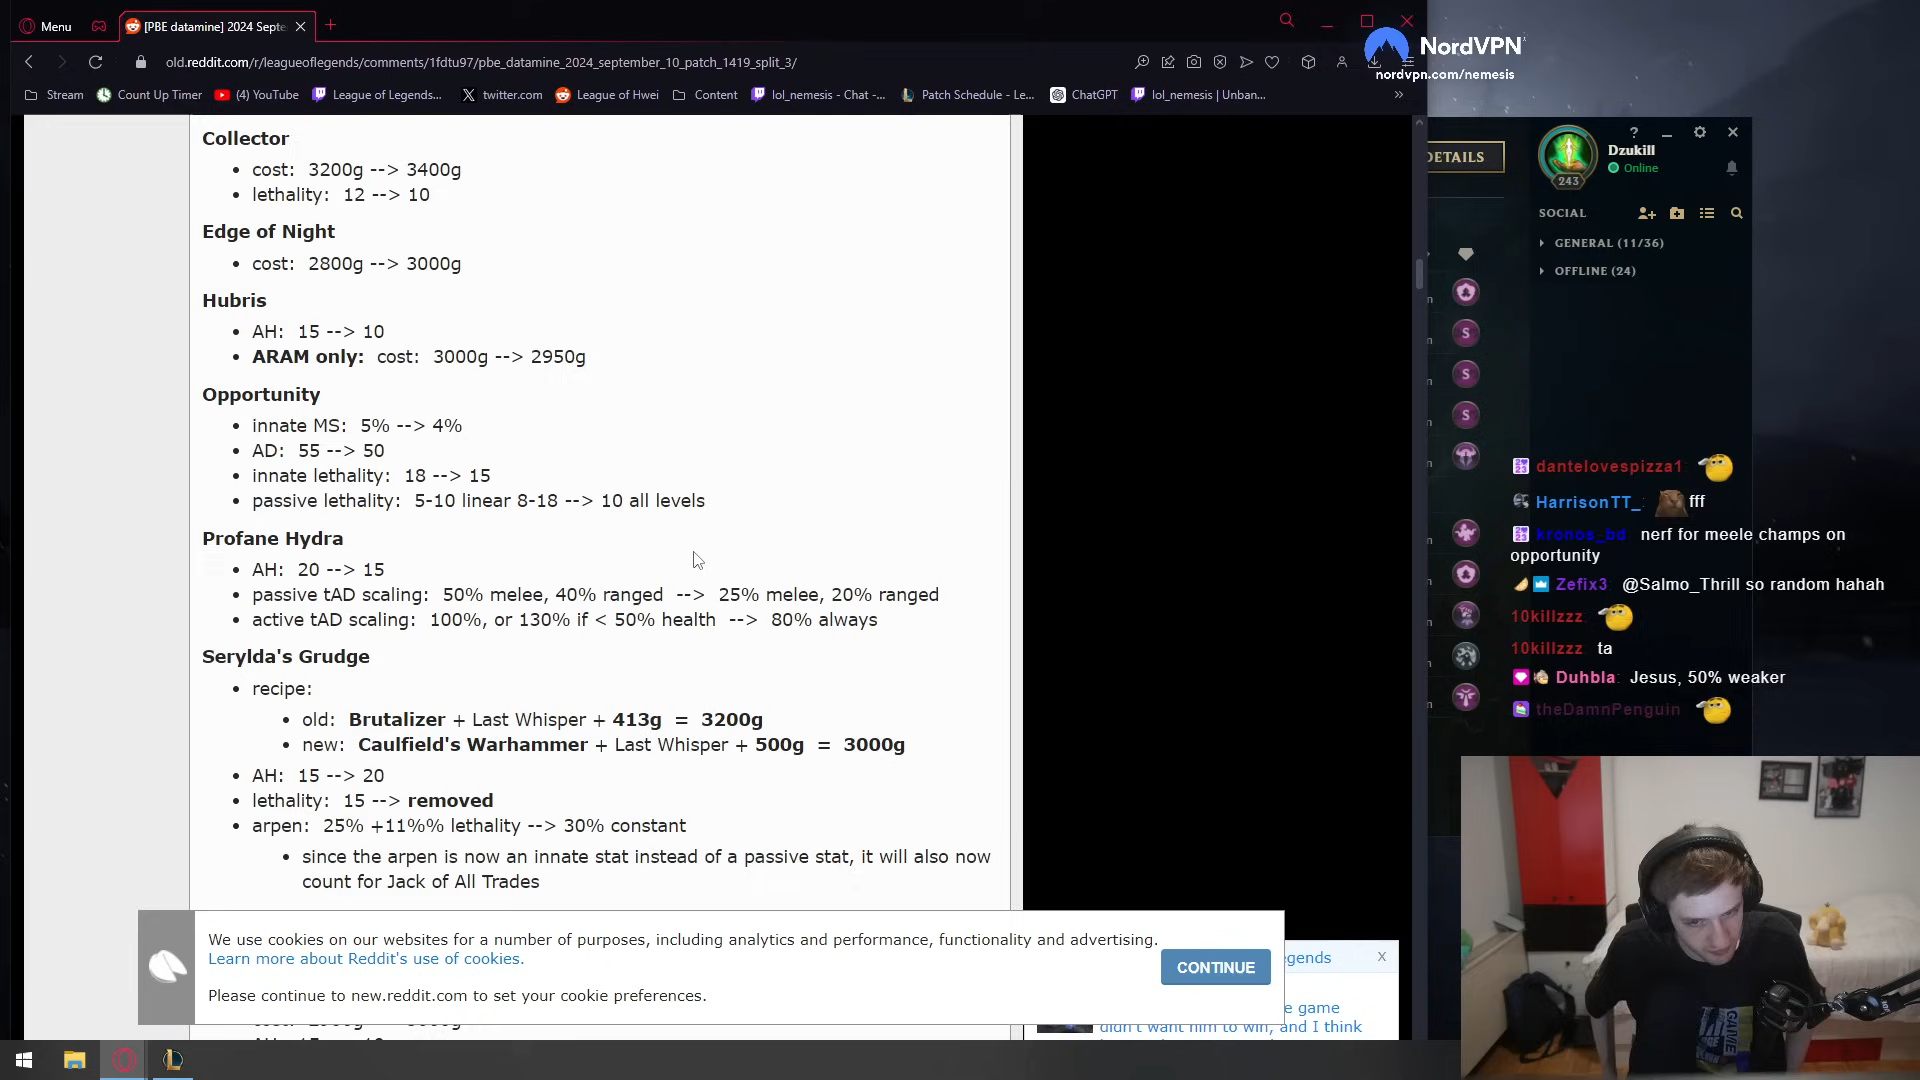 Menu
[PBE datamine] 2024 Septe
old.reddit.com/r/leagueoflegends/comments/1fdtu97/pbe_datamine_2024_september_10_patch_1419_split_3/
NordVPN
nordvpn.com/nemesis
Stream
Count Up Timer
(4) YouTube
League of Legends...
twitter.com
League of Hwei
Content
lol_nemesis - Chat -...
Patch Schedule - Le...
ChatGPT
lol_nemesis | Unban...
Collector
• cost: 3200g --> 3400g
• lethality: 12 --> 10
Edge of Night
• cost: 2800g --> 3000g
Hubris
• AH: 15 --> 10
• ARAM only: cost: 3000g --> 2950g
Opportunity
• innate MS: 5% --> 4%
• AD: 55 --> 50
• innate lethality: 18 --> 15
• passive lethality: 5-10 linear 8-18 --> 10 all levels
Profane Hydra
• AH: 20 --> 15
• passive tAD scaling: 50% melee, 40% ranged --> 25% melee, 20% ranged
• active tAD scaling: 100%, or 130% if < 50% health --> 80% always
Serylda's Grudge
• recipe:
• old: Brutalizer + Last Whisper + 413g = 3200g
• new: Caulfield's Warhammer + Last Whisper + 500g = 3000g
• AH: 15 --> 20
• lethality: 15 --> removed
• arpen: 25% +11%% lethality --> 30% constant
• since the arpen is now an innate stat instead of a passive stat, it will also now
count for Jack of All Trades
We use cookies on our websites for a number of purposes, including analytics and performance, functionality and advertising.
Learn more about Reddit's use of cookies.
Please continue to new.reddit.com to set your cookie preferences.
CONTINUE
egends
X
e game
didn't want him to win, and I think
DETAILS
Dzukill
Online
243
SOCIAL
GENERAL (11/36)
OFFLINE (24)
S
S
S
dantelovespizza1
HarrisonTT_: fff
kronos_bd nerf for meele champs on
opportunity
Zefix3 @Salmo_Thrill so random hahah
10killzzz
10killzzz ta
Duhbla: Jesus, 50% weaker
theDamnPenguin